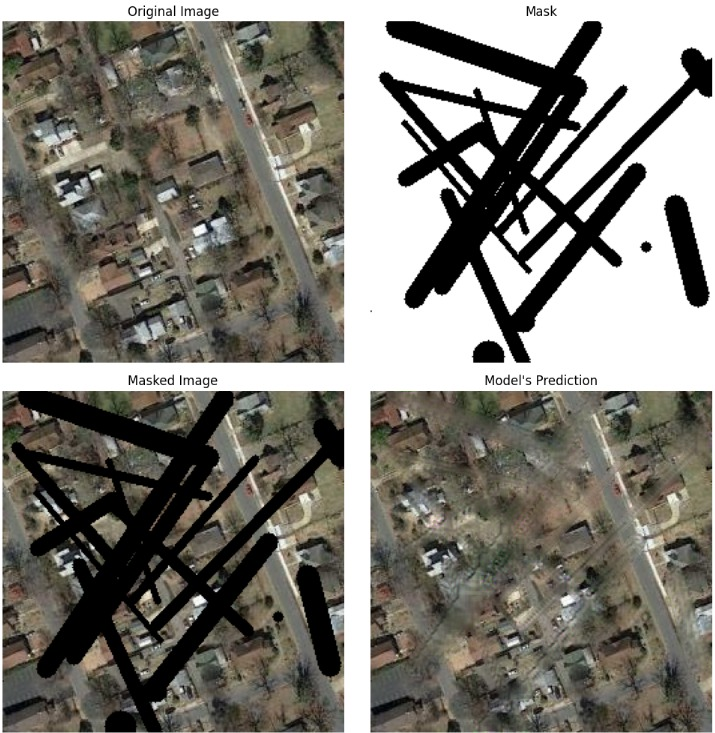 Original Image
Mask
Masked Image
Model's Prediction